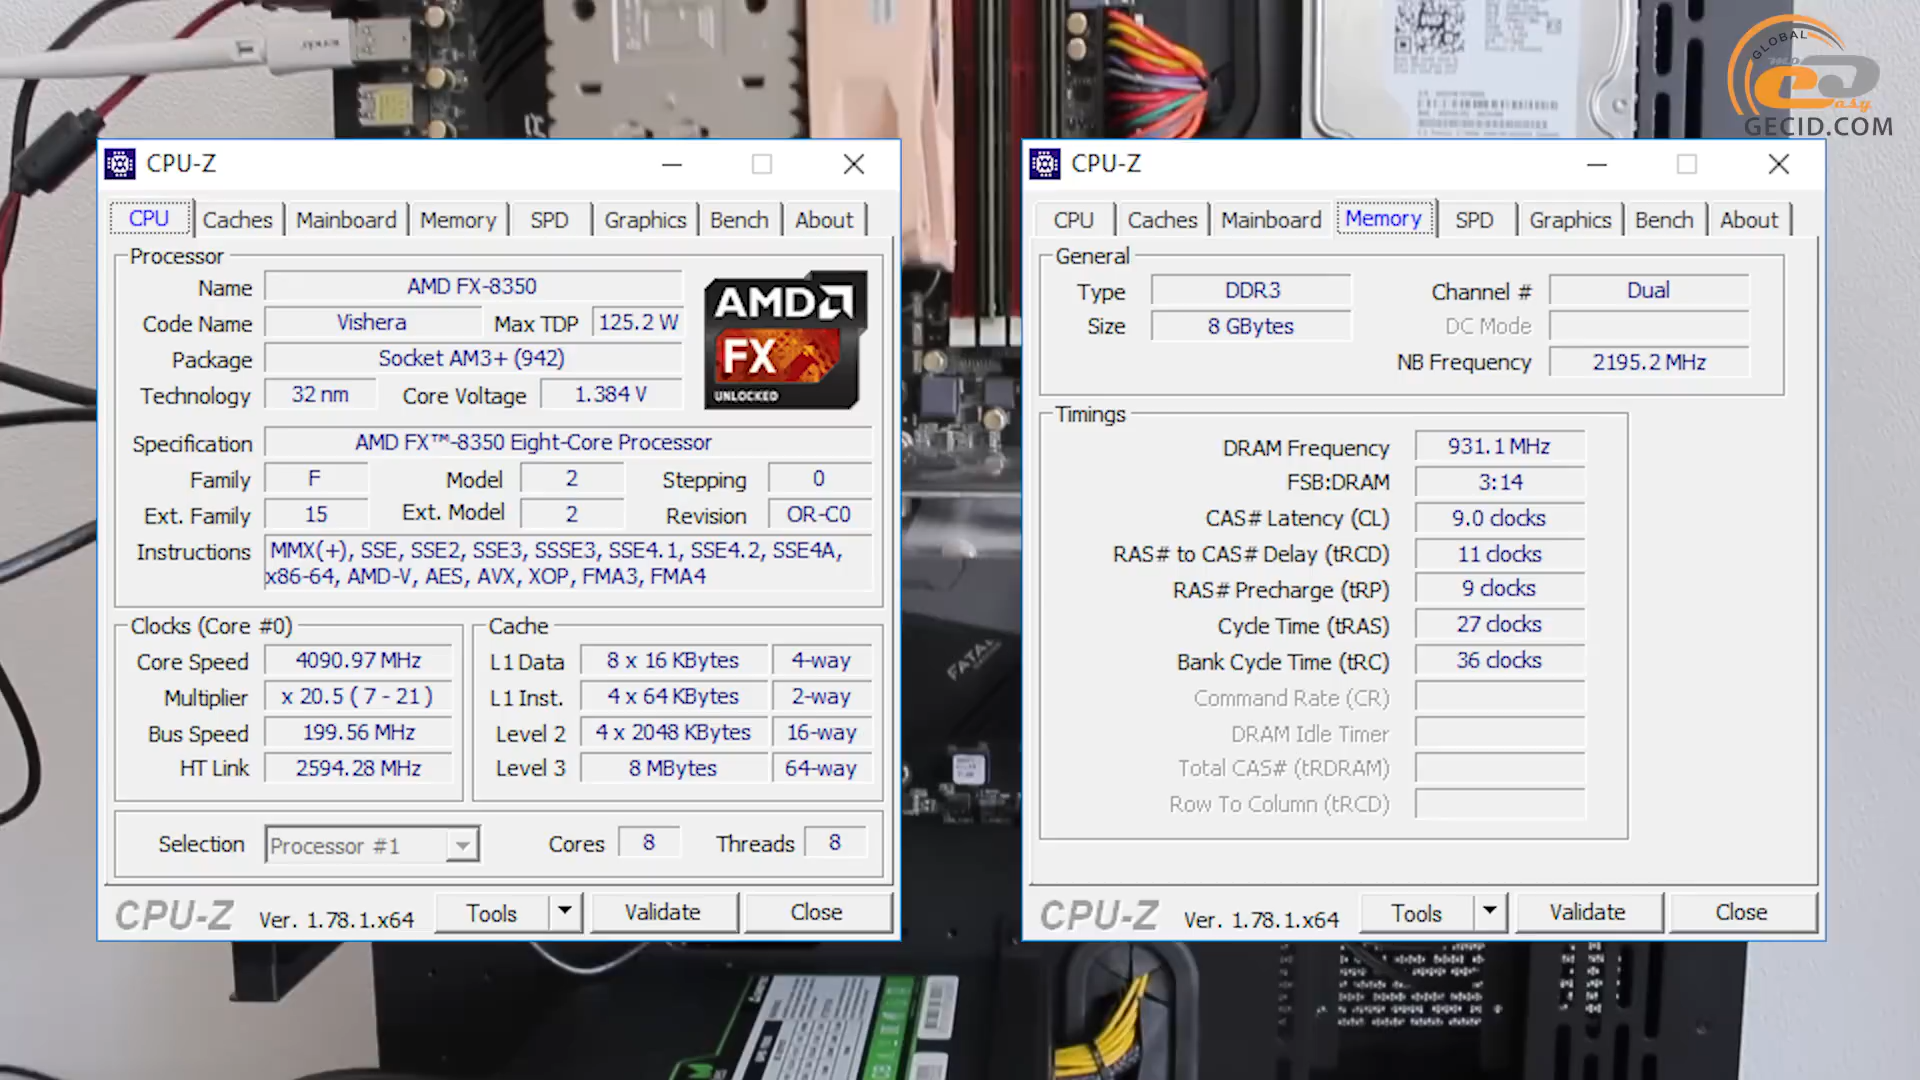 GLOBAL
easy
GECID.COM
CPU-Z
CPU Caches Mainboard Memory SPD Graphics Bench About
Processor
Name AMD FX-8350
Code Name Vishera Max TDP 125.2 W
Package Socket AM3+ (942)
Technology 32 nm Core Voltage 1.384 V
AMD
FX
UNLOCKED
Specification AMD FX™-8350 Eight-Core Processor
Family F Model 2 Stepping 0
Ext. Family 15 Ext. Model 2 Revision OR-C0
Instructions MMX(+), SSE, SSE2, SSE3, SSSE3, SSE4.1, SSE4.2, SSE4A,
x86-64, AMD-V, AES, AVX, XOP, FMA3, FMA4
Clocks (Core #0)
Core Speed 4090.97 MHz
Multiplier x 20.5 ( 7 - 21 )
Bus Speed 199.56 MHz
HT Link 2594.28 MHz
Cache
L1 Data 8 x 16 KBytes 4-way
L1 Inst. 4 x 64 KBytes 2-way
Level 2 4 x 2048 KBytes 16-way
Level 3 8 MBytes 64-way
Selection Processor #1 Cores 8 Threads 8
CPU-Z Ver. 1.78.1.x64 Tools Validate Close
CPU-Z
CPU Caches Mainboard Memory SPD Graphics Bench About
General
Type DDR3 Channel # Dual
Size 8 GBytes DC Mode
NB Frequency 2195.2 MHz
Timings
DRAM Frequency 931.1 MHz
FSB:DRAM 3:14
CAS# Latency (CL) 9.0 clocks
RAS# to CAS# Delay (tRCD) 11 clocks
RAS# Precharge (tRP) 9 clocks
Cycle Time (tRAS) 27 clocks
Bank Cycle Time (tRC) 36 clocks
Command Rate (CR)
DRAM Idle Timer
Total CAS# (tRDRAM)
Row To Column (tRCD)
CPU-Z Ver. 1.78.1.x64 Tools Validate Close
FATAL